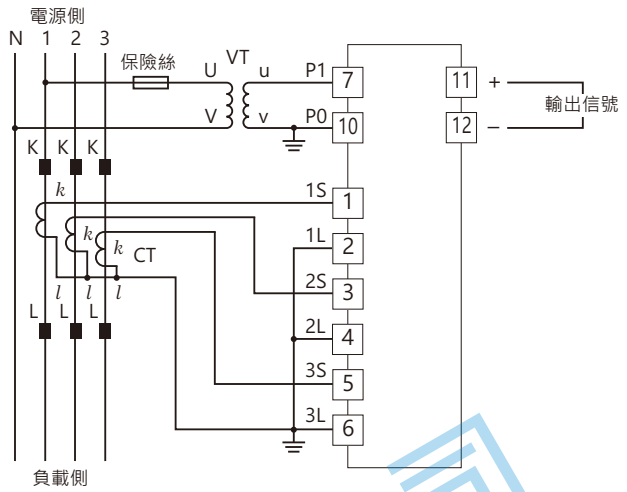 電源側
N 1 2 3
保險絲
VT
U u P1 7
V v P0 10
11 +
12 −
輸出信號
K K K
k 1S 1
k
k CT
1L 2
2S 3
l l l
L L L
2L 4
3S 5
3L 6
負載側